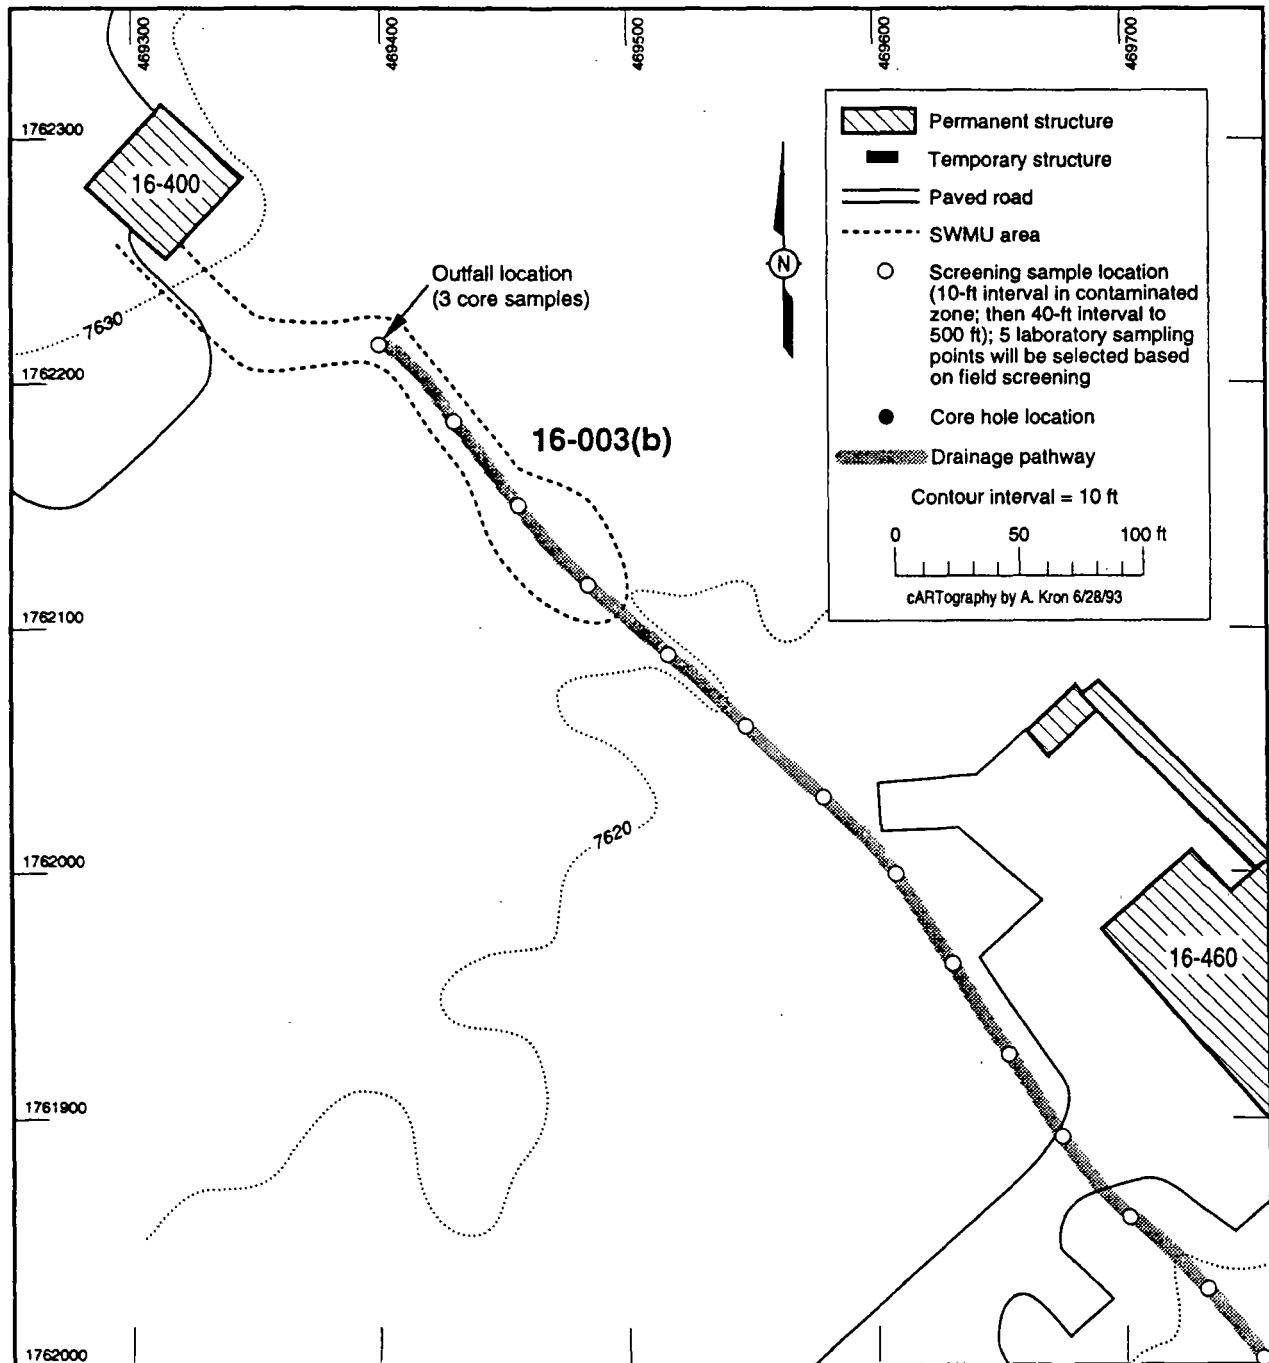 469300
469400
469500
469600
469700
1762300
16-400
7630
Outfall location
(3 core samples)
1762200
16-003(b)
N
Permanent structure
Temporary structure
Paved road
SWMU area
Screening sample location
(10-ft interval in contaminated
zone; then 40-ft interval to
500 ft); 5 laboratory sampling
points will be selected based
on field screening
Core hole location
Drainage pathway
Contour interval = 10 ft
0 50 100 ft
cARTography by A. Kron 6/28/93
1762100
7620
1762000
16-460
1761900
1762000